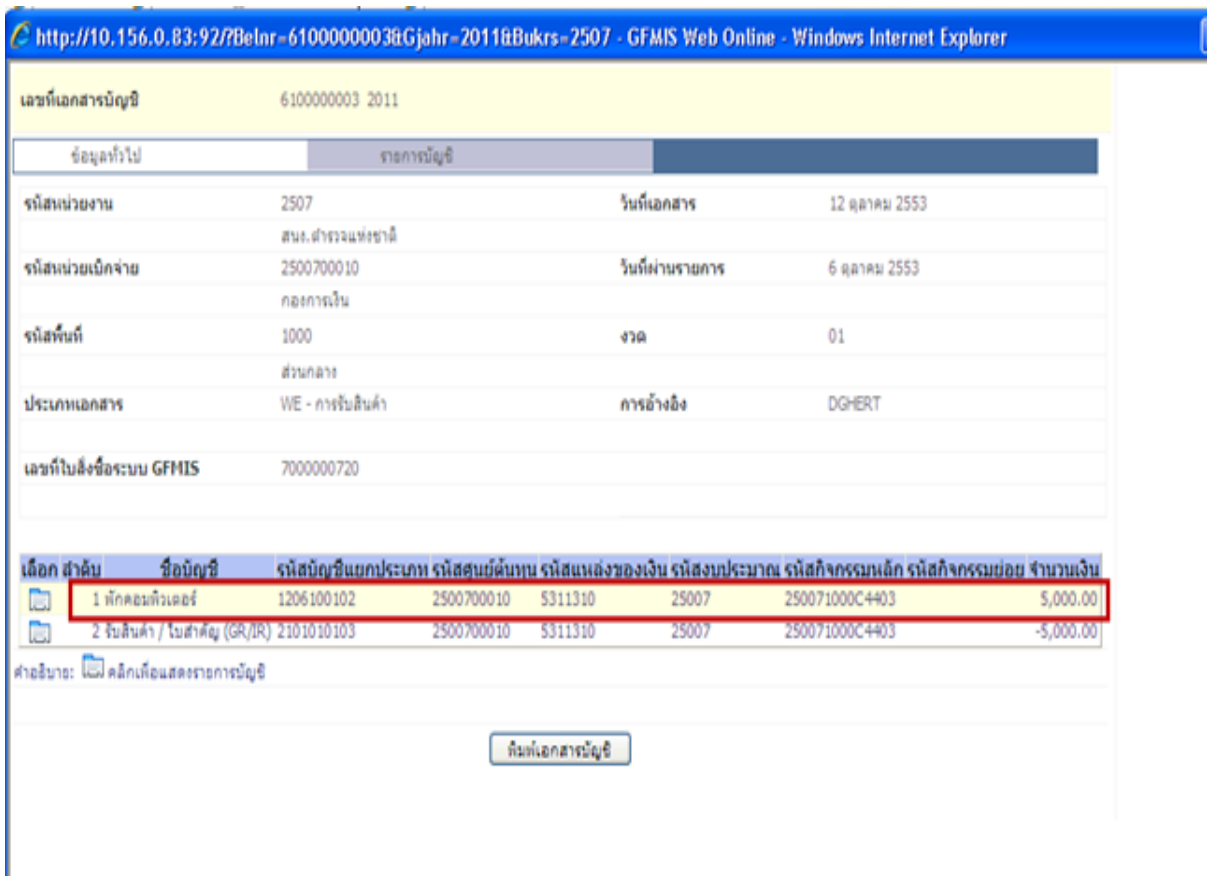 http://10.156.0.83:92/?Belnr=6100000003&Gjahr=2011&Bukrs=2507 - GFMIS Web Online - Windows Internet Explorer
เลขที่เอกสารบัญชี 6100000003 2011
ข้อมูลทั่วไป รายการบัญชี
รหัสหน่วยงาน 2507 วันที่เอกสาร 12 ตุลาคม 2553
สนง.ตำรวจแห่งชาติ
รหัสหน่วยเบิกจ่าย 2500700010 วันที่ผ่านรายการ 6 ตุลาคม 2553
กองการเงิน
รหัสพื้นที่ 1000 งวด 01
ส่วนกลาง
ประเภทเอกสาร WE - การรับสินค้า การอ้างอิง DGHERT
เลขที่ใบสั่งซื้อระบบ GFMIS 7000000720
เลือก ลำดับ ชื่อบัญชี รหัสบัญชีแยกประเภท รหัสศูนย์ต้นทุน รหัสแหล่งของเงิน รหัสงบประมาณ รหัสกิจกรรมหลัก รหัสกิจกรรมย่อย จำนวนเงิน
1 พักคอมพิวเตอร์ 1206100102 2500700010 5311310 25007 250071000C4403 5,000.00
2 รับสินค้า / ใบสำคัญ (GR/IR) 2101010103 2500700010 5311310 25007 250071000C4403 -5,000.00
คำอธิบาย: คลิกเพื่อแสดงรายการบัญชี
พิมพ์เอกสารบัญชี